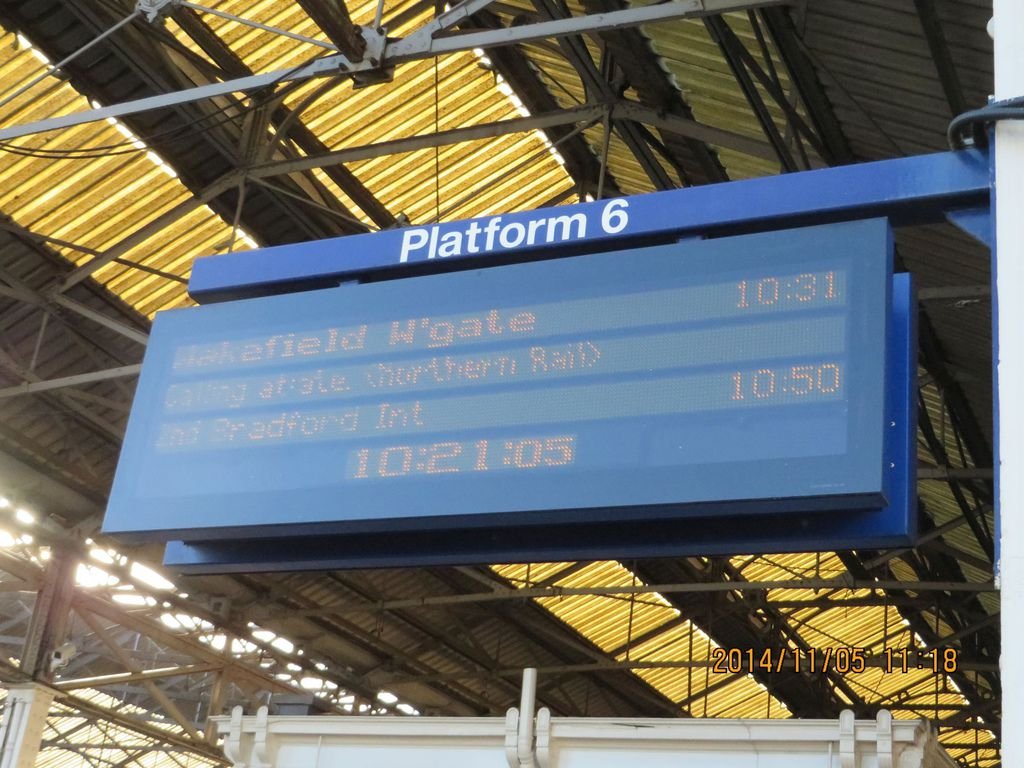 Platform 6
Wakefield W'gate 10:31
Calling at:ate. (Northern Rail)
2nd Bradford Int 10:50
10:21:05
2014/11/05 11:18